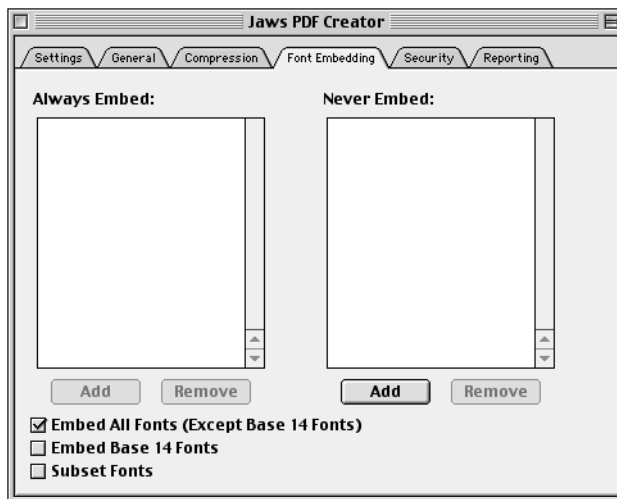 Jaws PDF Creator
Settings General Compression Font Embedding Security Reporting
Always Embed: Never Embed:
Add Remove Add Remove
Embed All Fonts (Except Base 14 Fonts)
Embed Base 14 Fonts
Subset Fonts